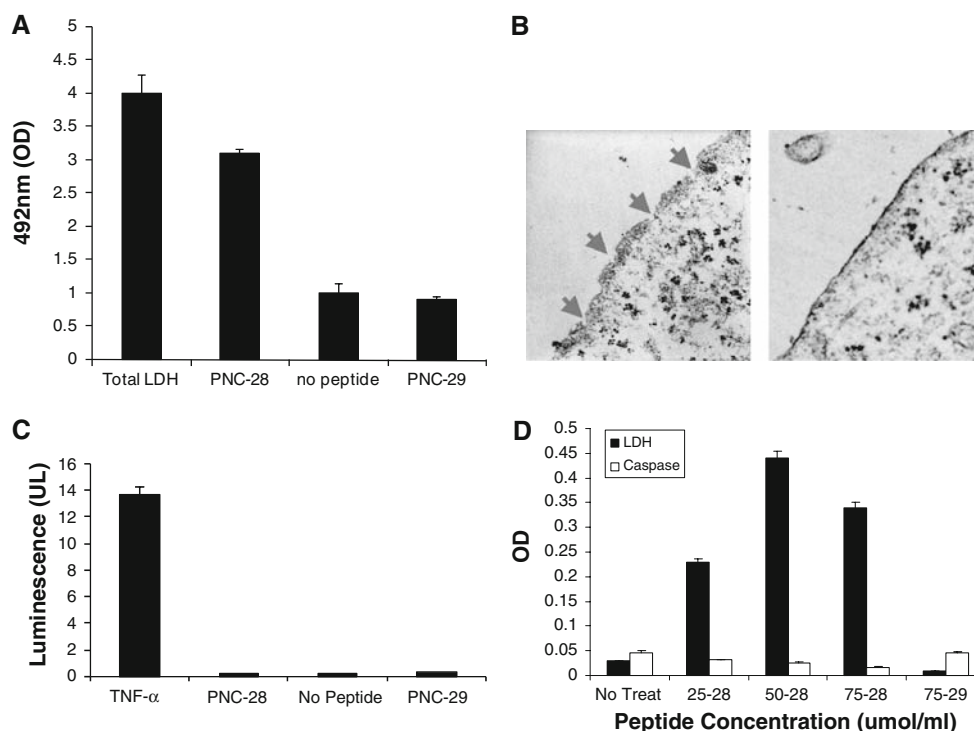 A
492nm (OD)
5
4.5
4
3.5
3
2.5
2
1.5
1
0.5
0
Total LDH PNC-28 no peptide PNC-29
B
C
Luminescence (UL)
16
14
12
10
8
6
4
2
0
TNF-α PNC-28 No Peptide PNC-29
D
OD
0.5
0.45
0.4
0.35
0.3
0.25
0.2
0.15
0.1
0.05
0
LDH
Caspase
No Treat 25-28 50-28 75-28 75-29
Peptide Concentration (umol/ml)